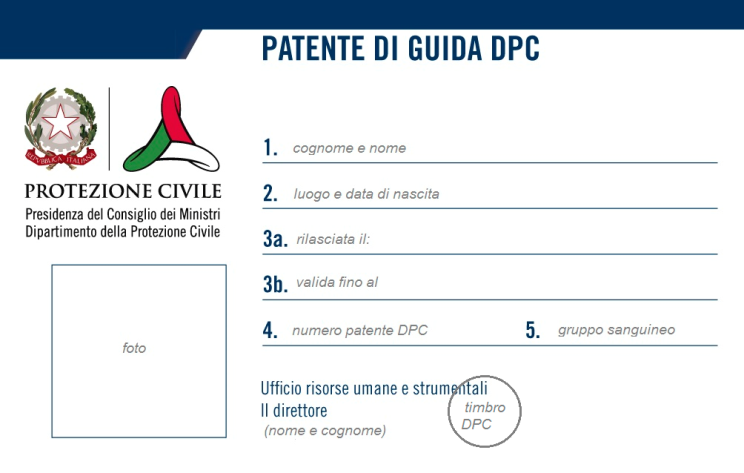 PATENTE DI GUIDA DPC
REPVBBLICA ITALIANA
PROTEZIONE CIVILE
Presidenza del Consiglio dei Ministri
Dipartimento della Protezione Civile
foto
1. cognome e nome
2. luogo e data di nascita
3a. rilasciata il:
3b. valida fino al
4. numero patente DPC 5. gruppo sanguineo
Ufficio risorse umane e strumentali
Il direttore
(nome e cognome)
timbro
DPC